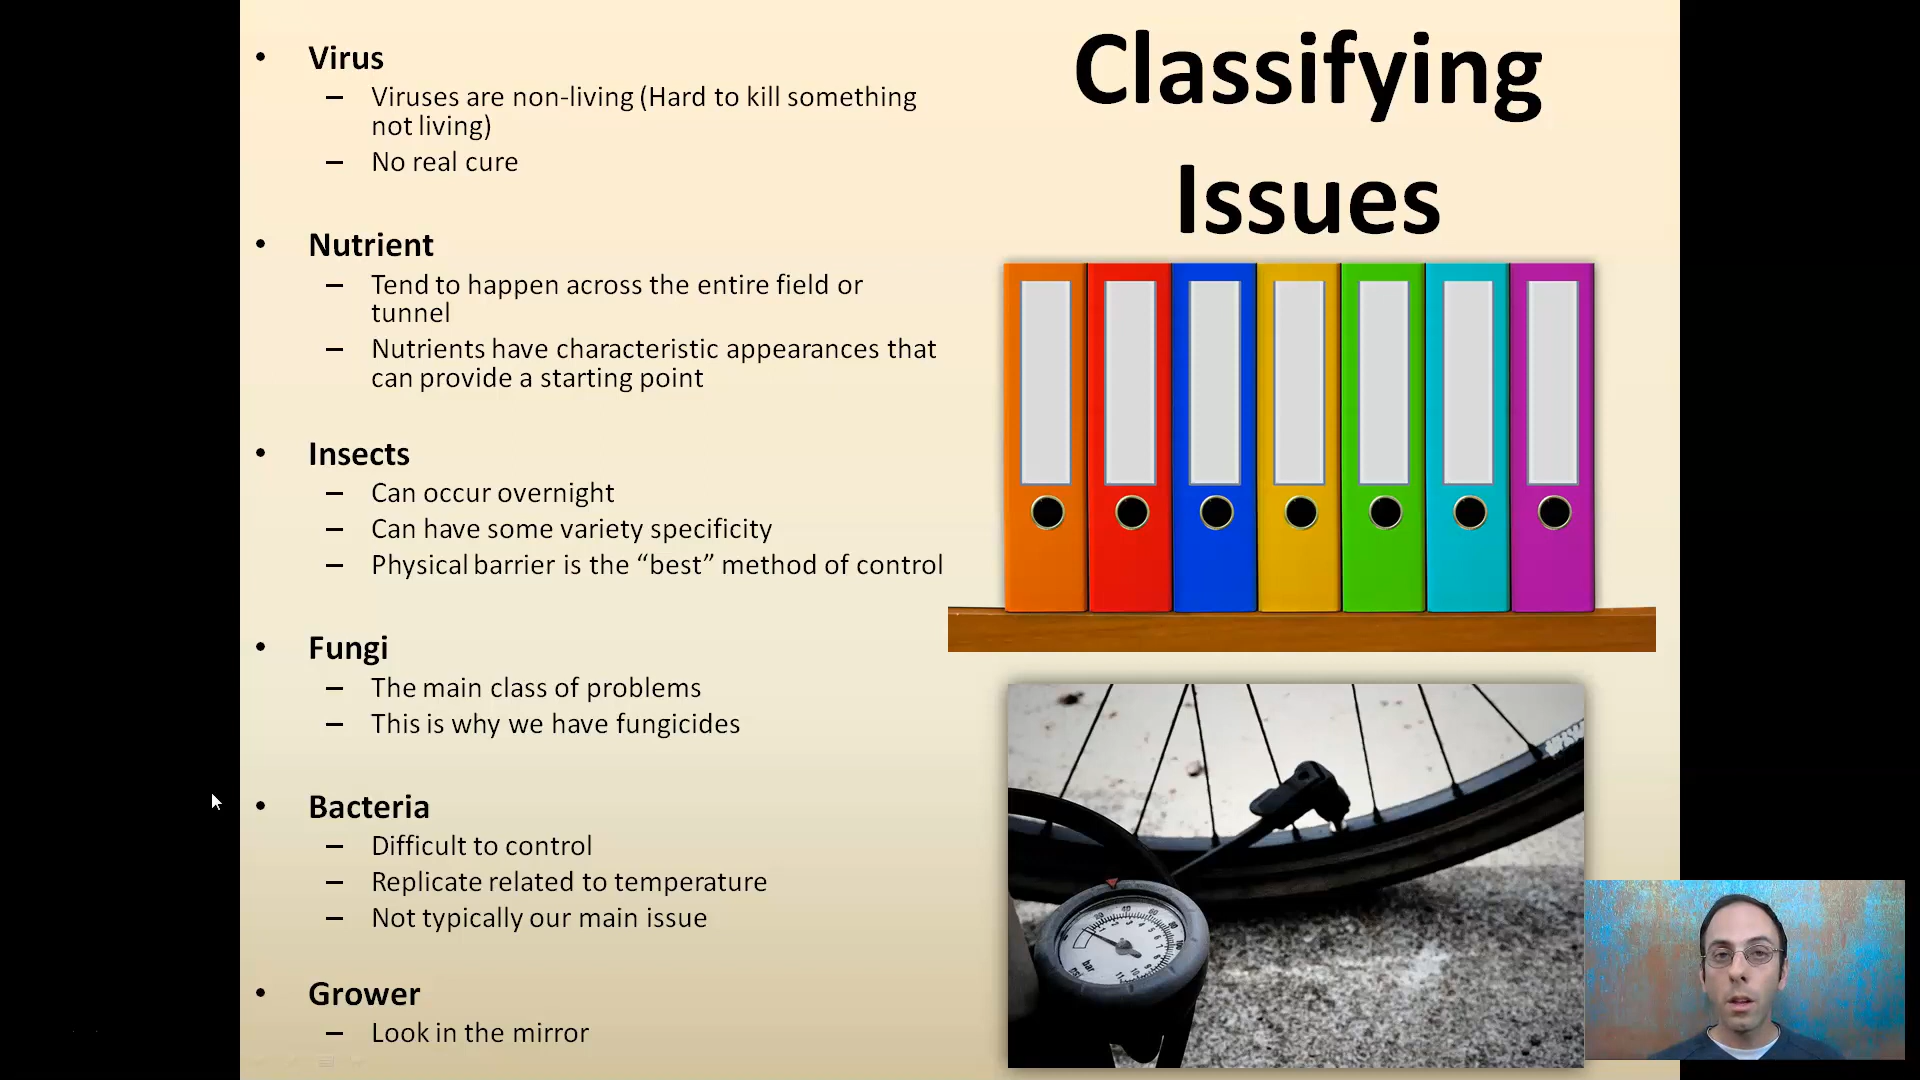 Classifying
Issues
• Virus
– Viruses are non-living (Hard to kill something
not living)
– No real cure
• Nutrient
– Tend to happen across the entire field or
tunnel
– Nutrients have characteristic appearances that
can provide a starting point
• Insects
– Can occur overnight
– Can have some variety specificity
– Physical barrier is the “best” method of control
• Fungi
– The main class of problems
– This is why we have fungicides
• Bacteria
– Difficult to control
– Replicate related to temperature
– Not typically our main issue
• Grower
– Look in the mirror
bar
psi